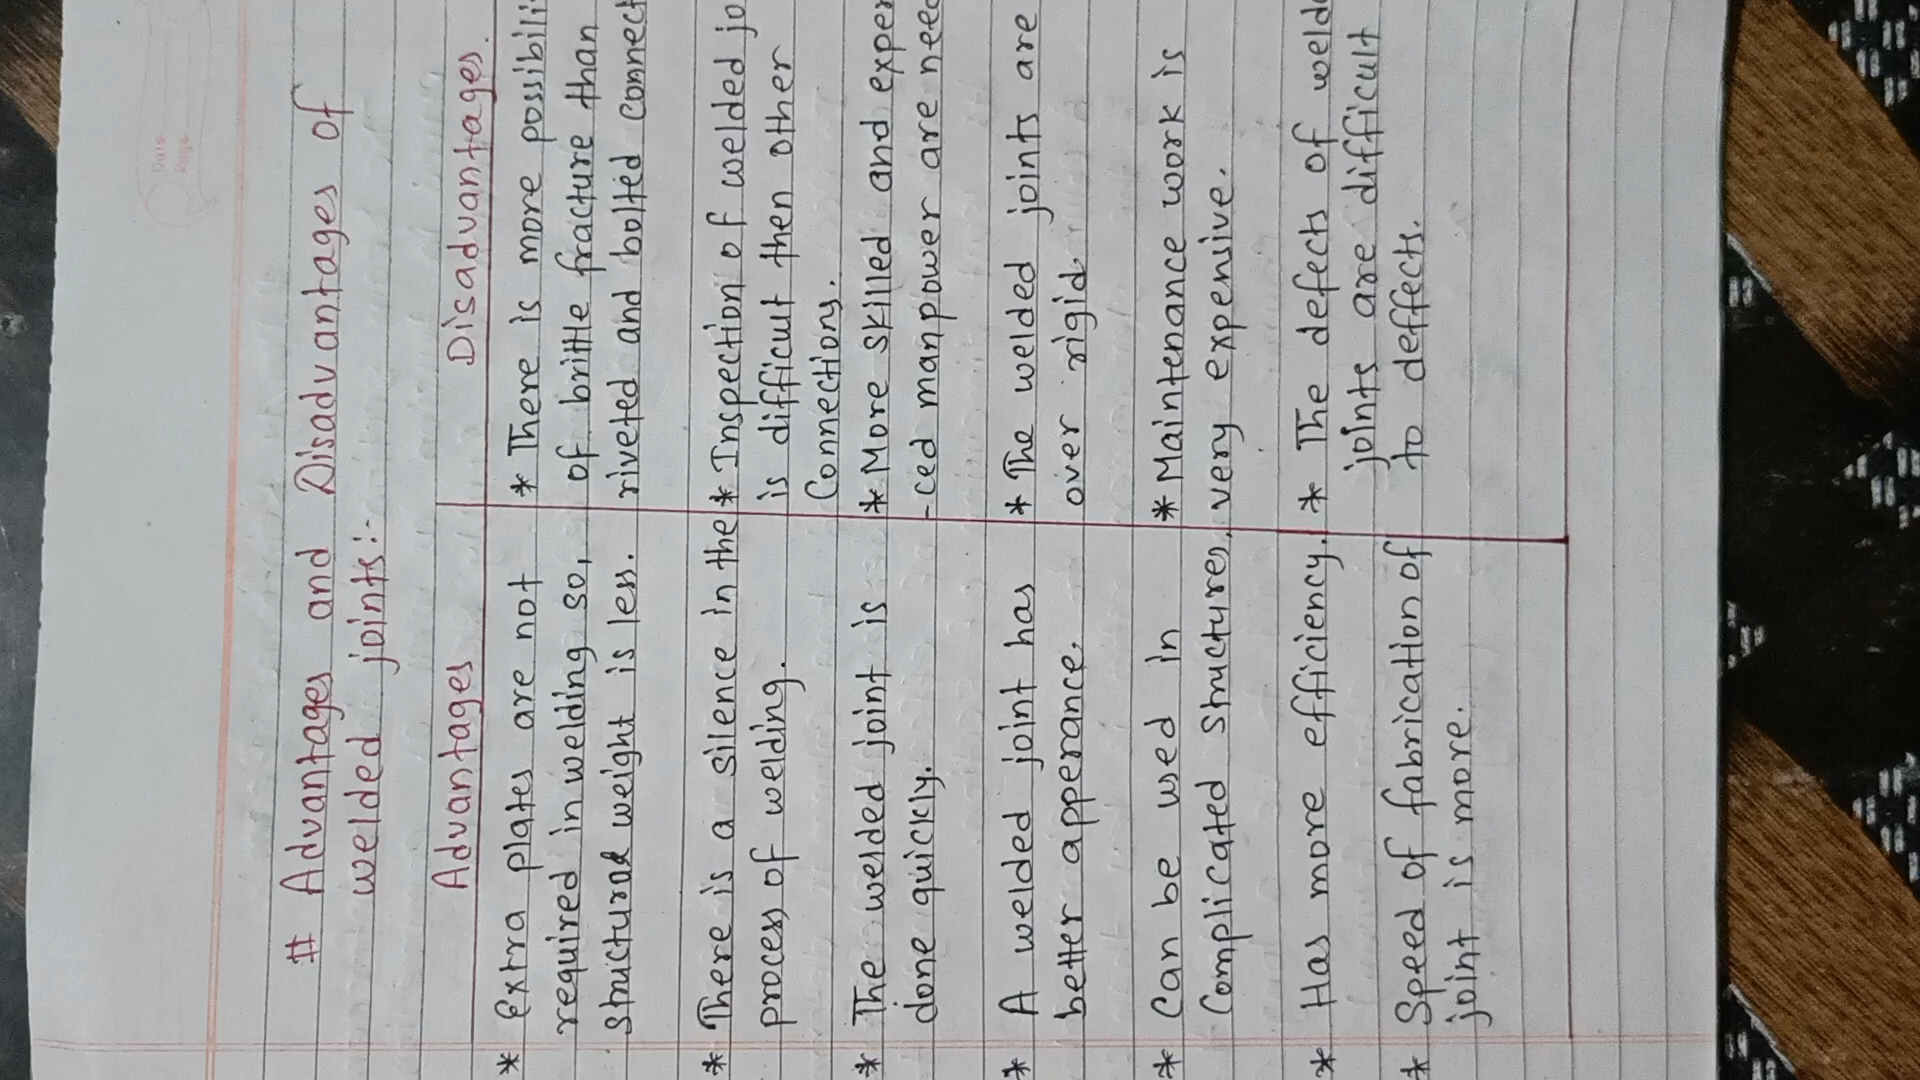 Date
Page
# Advantages and Disadvantages of
welded joints:-
Advantages
* Extra plates are not
required in welding so,
structural weight is less.
* There is a silence in the
process of welding.
* The welded joint is
done quickly.
* A welded joint has
better apperance.
* Can be used in
Complicated structures.
* Has more efficiency.
* Speed of fabrication of
joint is more.
Disadvantages.
* There is more possibili
of brittle fracture than
riveted and bolted connect
* Inspection of welded jo
is difficult then other
Connections.
* More skilled and exper
-ced manpower are need
* The welded joints are
over rigid.
* Maintenance work is
very expensive.
* The defects of welde
joints are difficult
to deffects.